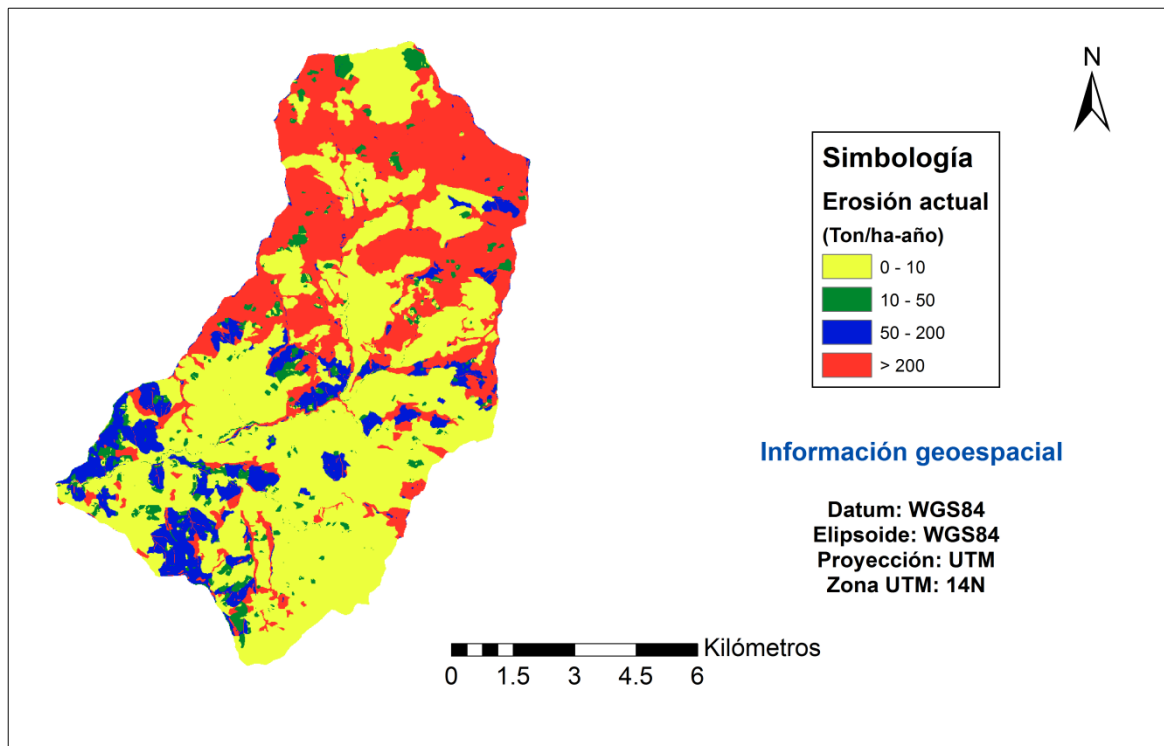 N
Simbología
Erosión actual
(Ton/ha-año)
0 - 10
10 - 50
50 - 200
> 200
Información geoespacial
Datum: WGS84
Elipsoide: WGS84
Proyección: UTM
Zona UTM: 14N
Kilómetros
0 1.5 3 4.5 6